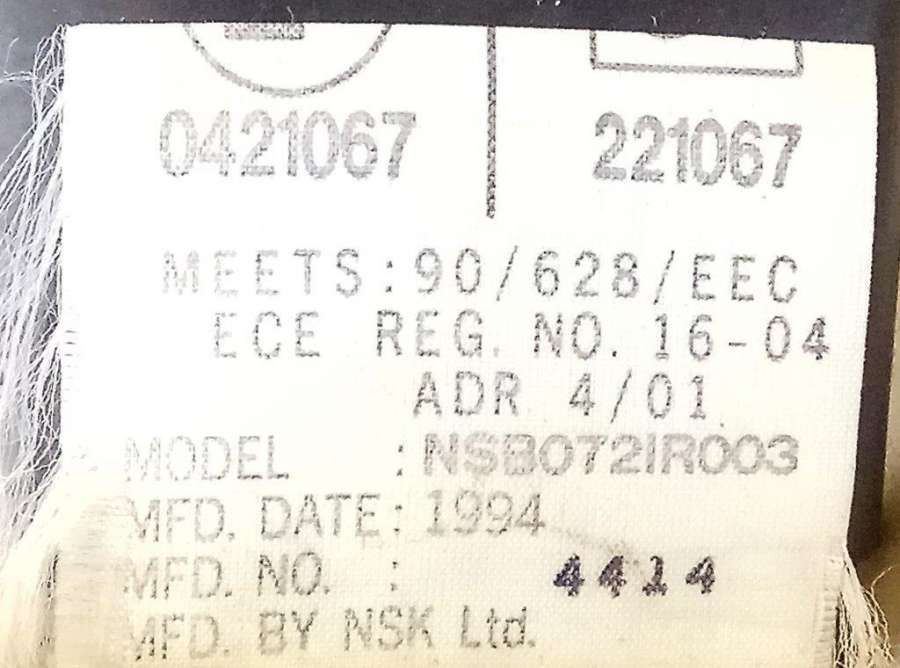 0421067 221067
MEETS:90/628/EEC
ECE REG. NO. 16-04
ADR 4/01
MODEL :NSB072IR003
MFD. DATE: 1994
MFD. NO. : 4414
MFD. BY NSK Ltd.